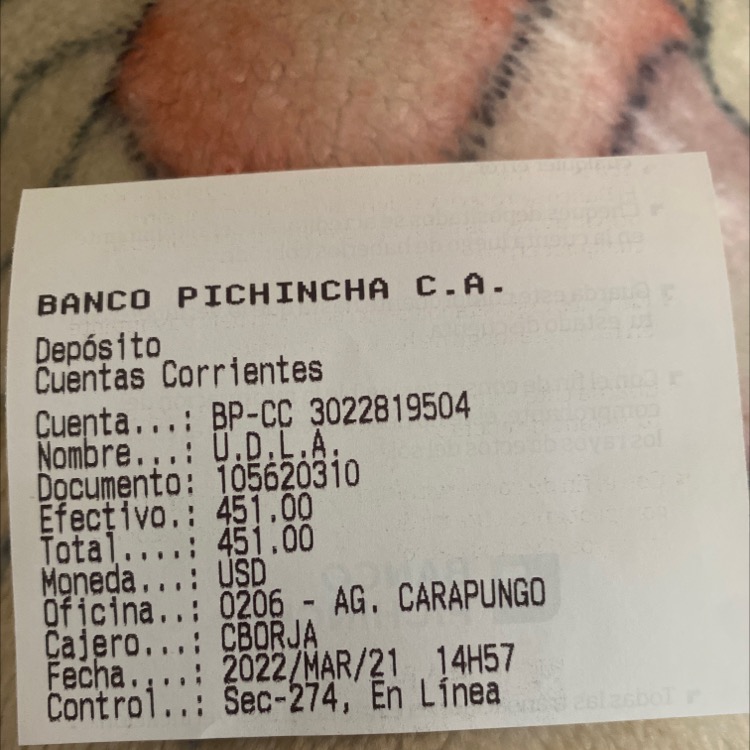 BANCO PICHINCHA C.A.
Depósito
Cuentas Corrientes
Cuenta...: BP-CC 3022819504
Nombre...: U.D.L.A.
Documento: 105620310
Efectivo.: 451.00
Total....: 451.00
Moneda...: USD
Oficina..: 0206 - AG. CARAPUNGO
Cajero...: CBORJA
Fecha....: 2022/MAR/21 14H57
Control..: Sec-274, En Línea